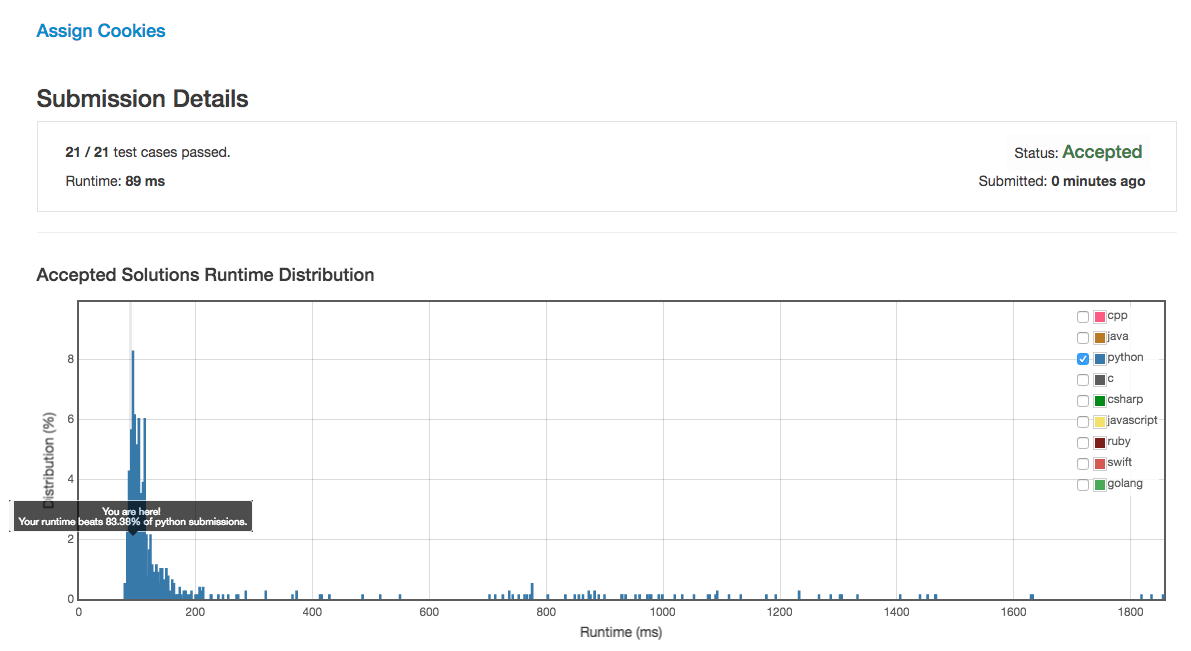 Assign Cookies
Submission Details
21 / 21 test cases passed.
Status: Accepted
Runtime: 89 ms
Submitted: 0 minutes ago
Accepted Solutions Runtime Distribution
cpp
java
python
c
csharp
javascript
ruby
swift
golang
Distribution (%)
8
6
4
2
0
You are here!
Your runtime beats 83.38% of python submissions.
0 200 400 600 800 1000 1200 1400 1600 1800
Runtime (ms)